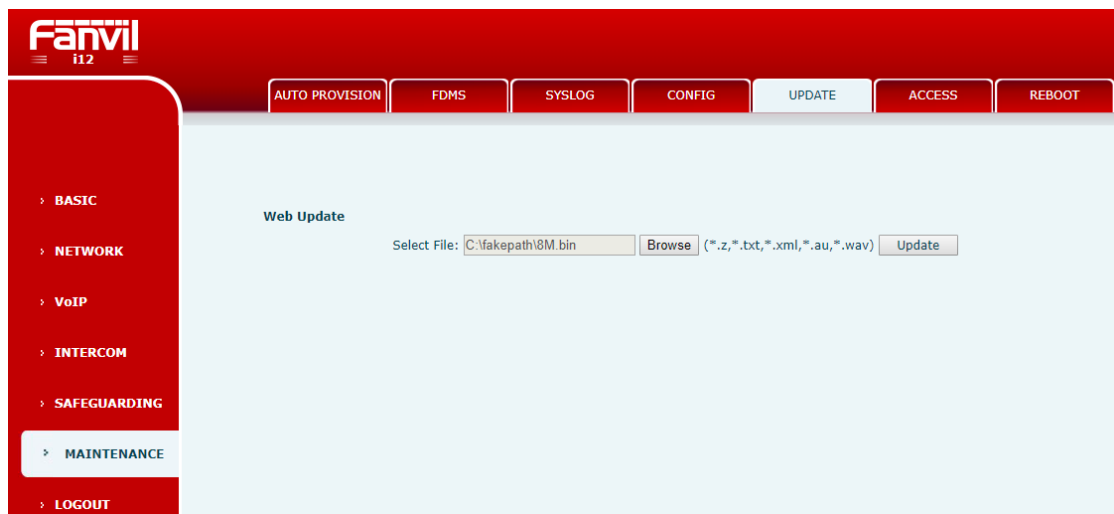 Fanvil
i12
AUTO PROVISION FDMS SYSLOG CONFIG UPDATE ACCESS REBOOT
› BASIC
Web Update
Select File: C:\fakepath\8M.bin Browse (*.z,*.txt,*.xml,*.au,*.wav) Update
› NETWORK
› VoIP
› INTERCOM
› SAFEGUARDING
› MAINTENANCE
› LOGOUT